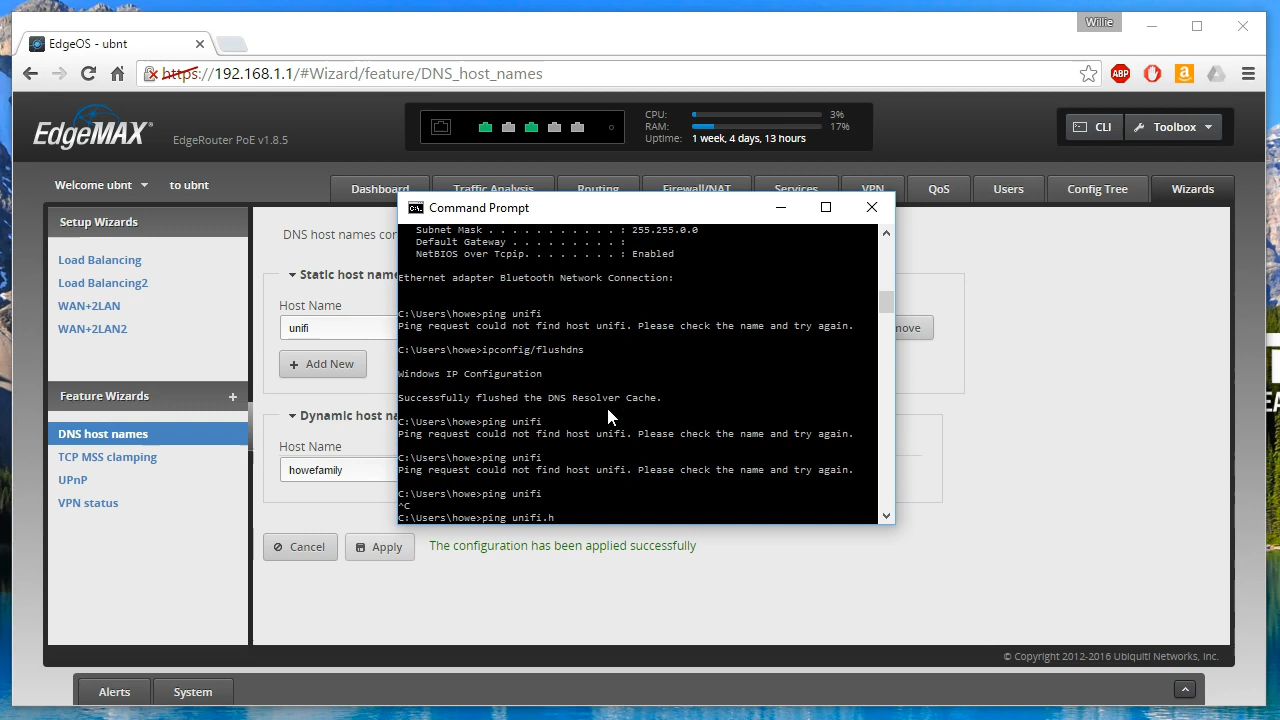 Willie
EdgeOS - ubnt
https://192.168.1.1/#Wizard/feature/DNS_host_names
ABP
EdgeMAX
EdgeRouter PoE v1.8.5
CPU: 3%
RAM: 17%
Uptime: 1 week, 4 days, 13 hours
CLI
Toolbox
Welcome ubnt to ubnt
Dashboard Traffic Analysis Routing Firewall/NAT Services VPN QoS Users Config Tree Wizards
Setup Wizards
Load Balancing
Load Balancing2
WAN+2LAN
WAN+2LAN2
Feature Wizards +
DNS host names
TCP MSS clamping
UPnP
VPN status
DNS host names con
Static host name
Host Name
unifi
move
+ Add New
Dynamic host na
Host Name
howefamily
Cancel
Apply
The configuration has been applied successfully
Command Prompt
Subnet Mask . . . . . . . . . . . : 255.255.0.0
Default Gateway . . . . . . . . . :
NetBIOS over Tcpip. . . . . . . . : Enabled
Ethernet adapter Bluetooth Network Connection:
C:\Users\howe>ping unifi
Ping request could not find host unifi. Please check the name and try again.
C:\Users\howe>ipconfig/flushdns
Windows IP Configuration
Successfully flushed the DNS Resolver Cache.
C:\Users\howe>ping unifi
Ping request could not find host unifi. Please check the name and try again.
C:\Users\howe>ping unifi
Ping request could not find host unifi. Please check the name and try again.
C:\Users\howe>ping unifi
^C
C:\Users\howe>ping unifi.h
© Copyright 2012-2016 Ubiquiti Networks, Inc.
Alerts
System